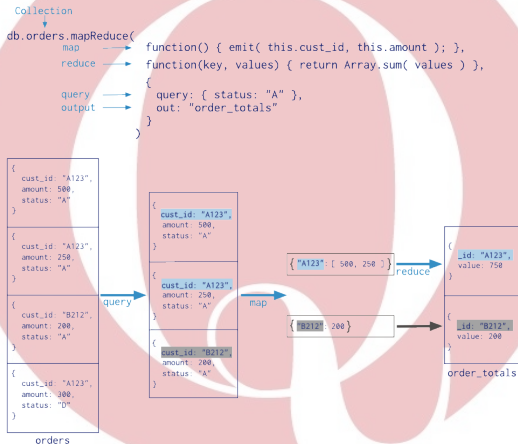 Collection
db.orders.mapReduce(
map function() { emit( this.cust_id, this.amount ); },
reduce function(key, values) { return Array.sum( values ) },
{
query query: { status: "A" },
output out: "order_totals"
}
)
{
cust_id: "A123",
amount: 500,
status: "A"
}
{
cust_id: "A123",
amount: 250,
status: "A"
}
{
cust_id: "B212",
amount: 200,
status: "A"
}
{
cust_id: "A123",
amount: 300,
status: "D"
}
orders
query
{
cust_id: "A123",
amount: 500,
status: "A"
}
{
cust_id: "A123",
amount: 250,
status: "A"
}
{
cust_id: "B212",
amount: 200,
status: "A"
}
map
{ "A123": [ 500, 250 ] }
{ "B212": 200 }
reduce
{
_id: "A123",
value: 750
}
{
_id: "B212",
value: 200
}
order_totals